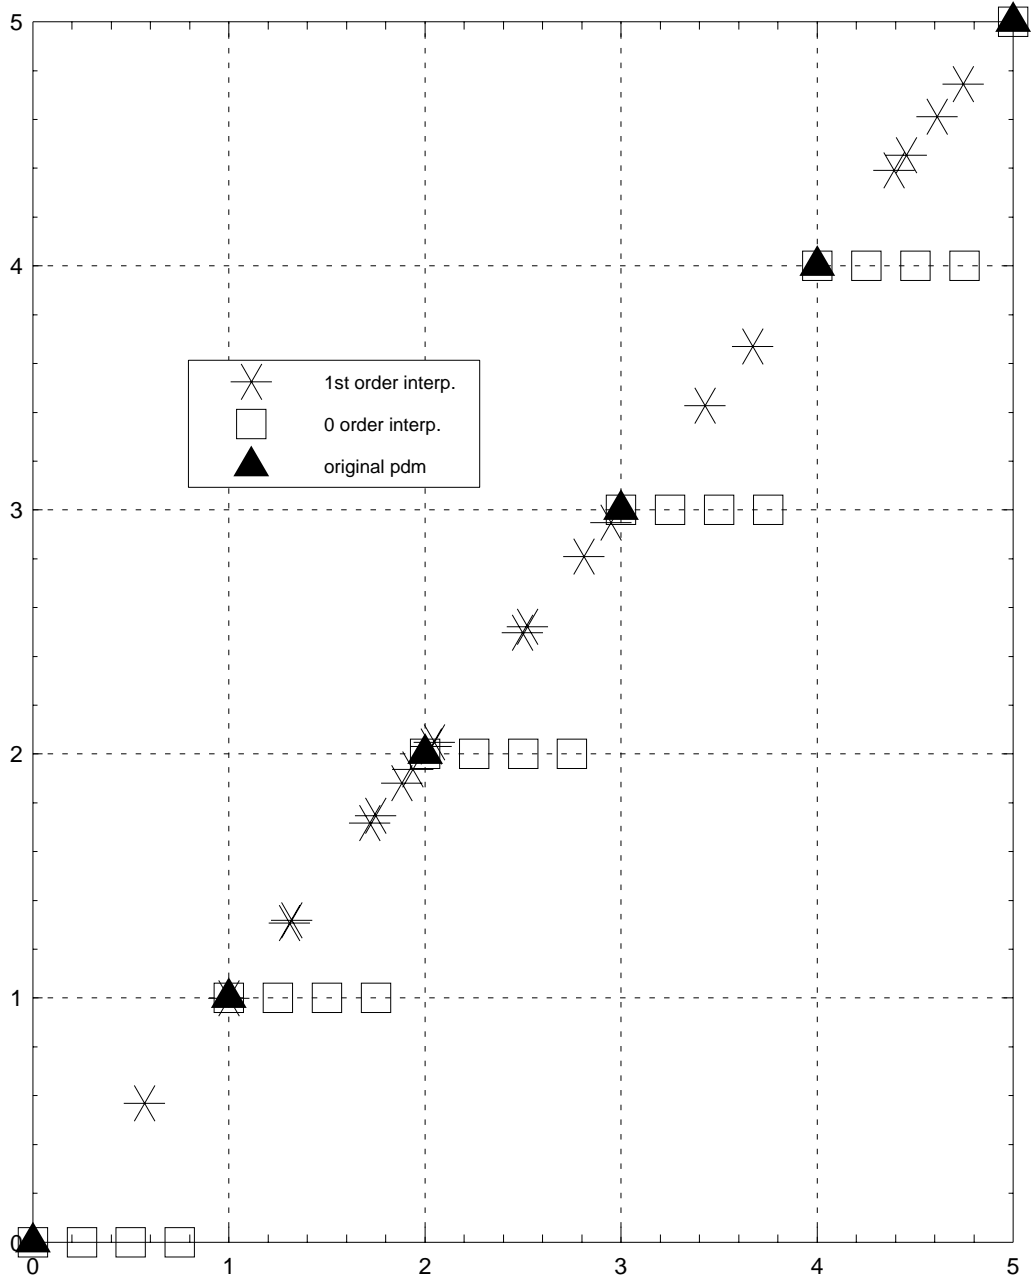 5
4
1st order interp.
0 order interp.
original pdm
3
2
1
0
0 1 2 3 4 5